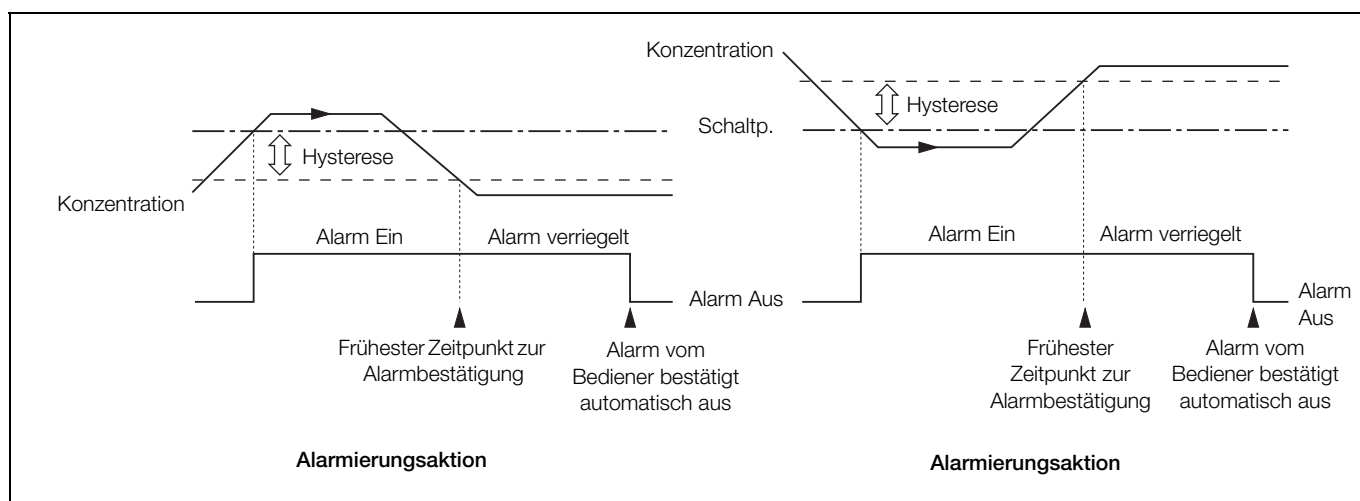 Hysterese
Konzentration
Alarm Ein
Alarm verriegelt
Alarm Aus
Frühester Zeitpunkt zur
Alarmbestätigung
Alarm vom
Bediener bestätigt
automatisch aus
Alarmierungsaktion
Konzentration
Hysterese
Schaltp.
Alarm Ein
Alarm verriegelt
Alarm
Aus
Frühester
Zeitpunkt zur
Alarmbestätigung
Alarm vom
Bediener bestätigt
automatisch aus
Alarmierungsaktion